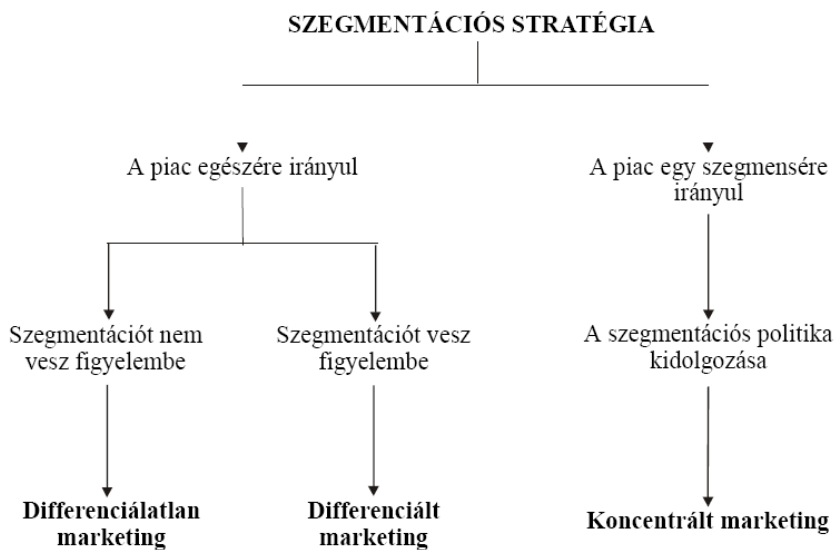 SZEGMENTÁCIÓS STRATÉGIA
A piac egészére irányul
A piac egy szegmensére
irányul
Szegmentációt nem
vesz figyelembe
Szegmentációt vesz
figyelembe
A szegmentációs politika
kidolgozása
Differenciálatlan
marketing
Differenciált
marketing
Koncentrált marketing